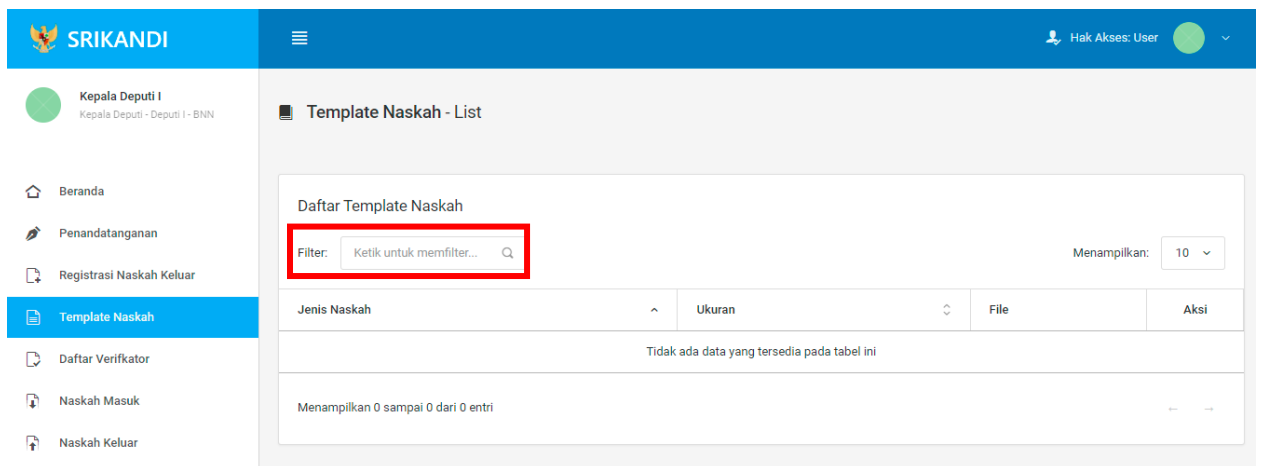 SRIKANDI
Hak Akses: User
Kepala Deputi I
Kepala Deputi - Deputi I - BNN
Template Naskah - List
Beranda
Penandatanganan
Registrasi Naskah Keluar
Template Naskah
Daftar Verifkator
Naskah Masuk
Naskah Keluar
Daftar Template Naskah
Filter: Ketik untuk memfilter...
Menampilkan: 10
Jenis Naskah Ukuran File Aksi
Tidak ada data yang tersedia pada tabel ini
Menampilkan 0 sampai 0 dari 0 entri